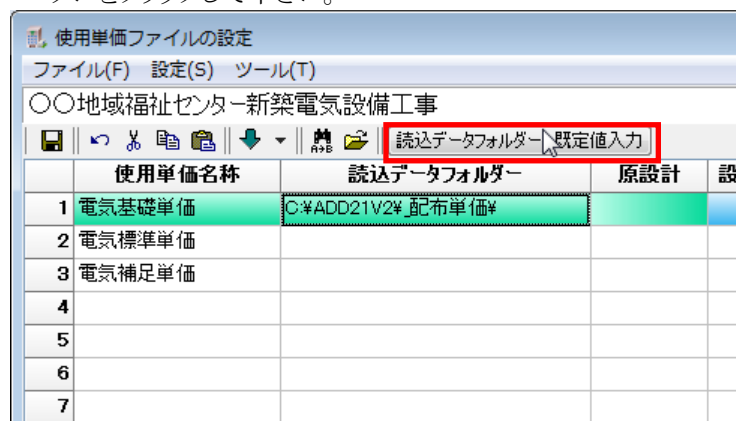 使用単価ファイルの設定
ファイル(F) 設定(S) ツール(T)
○○地域福祉センター新築電気設備工事
読込データフォルダー 既定値入力
使用単価名称 読込データフォルダー 原設計
1 電気基礎単価 C:¥ADD21V2¥_配布単価¥
2 電気標準単価
3 電気補足単価
4
5
6
7